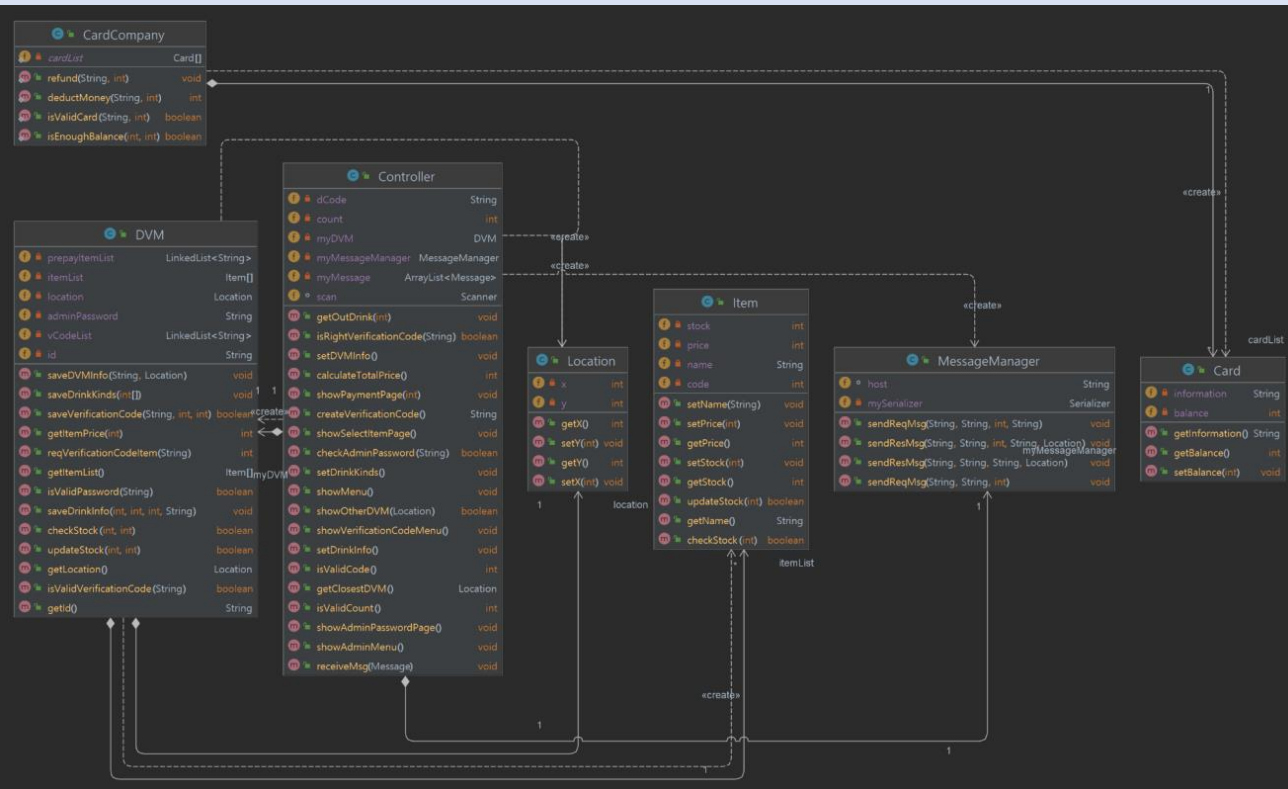 CardCompany
cardList Card[]
refund(String, int) void
deductMoney(String, int) int
isValidCard(String, int) boolean
isEnoughBalance(int, int) boolean
DVM
prepayItemList LinkedList<String>
itemList Item[]
location Location
adminPassword String
vCodeList LinkedList<String>
id String
saveDVMInfo(String, Location) void
saveDrinkKinds(int[]) void
saveVerificationCode(String, int, int) boolean
getItemPrice(int) int
reqVerificationCodeItem(String) int
getItemList() Item[]
isValidPassword(String) boolean
saveDrinkInfo(int, int, int, String) void
checkStock(int, int) boolean
updateStock(int, int) boolean
getLocation() Location
isValidVerificationCode(String) boolean
getId() String
Controller
dCode String
count int
myDVM DVM
myMessageManager MessageManager
myMessage ArrayList<Message>
scan Scanner
getOutDrink(int) void
isRightVerificationCode(String) boolean
setDVMInfo() void
calculateTotalPrice() int
showPaymentPage(int) void
createVerificationCode() String
showSelectItemPage() void
checkAdminPassword(String) boolean
setDrinkKinds() void
showMenu() void
showOtherDVM(Location) boolean
showVerificationCodeMenu() void
setDrinkInfo() void
isValidCode() int
getClosestDVM() Location
isValidCount() int
showAdminPasswordPage() void
showAdminMenu() void
receiveMsg(Message) void
1 1
«create»
myDVM
«create»
«create»
Location
x int
y int
getX() int
setY(int) void
getY() int
setX(int) void
1
location
Item
stock int
price int
name String
code int
setName(String) void
setPrice(int) void
getPrice() int
setStock(int) void
getStock() int
updateStock(int) boolean
getName() String
checkStock(int) boolean
*
itemList
«create»
MessageManager
host String
mySerializer Serializer
sendReqMsg(String, String, int, String) void
sendResMsg(String, String, int, String, Location) void
myMessageManager
sendResMsg(String, String, String, Location) void
sendReqMsg(String, String, int) void
«create»
1
Card
information String
balance int
getInformation() String
getBalance() int
setBalance(int) void
1
«create»
cardList
1
1
1